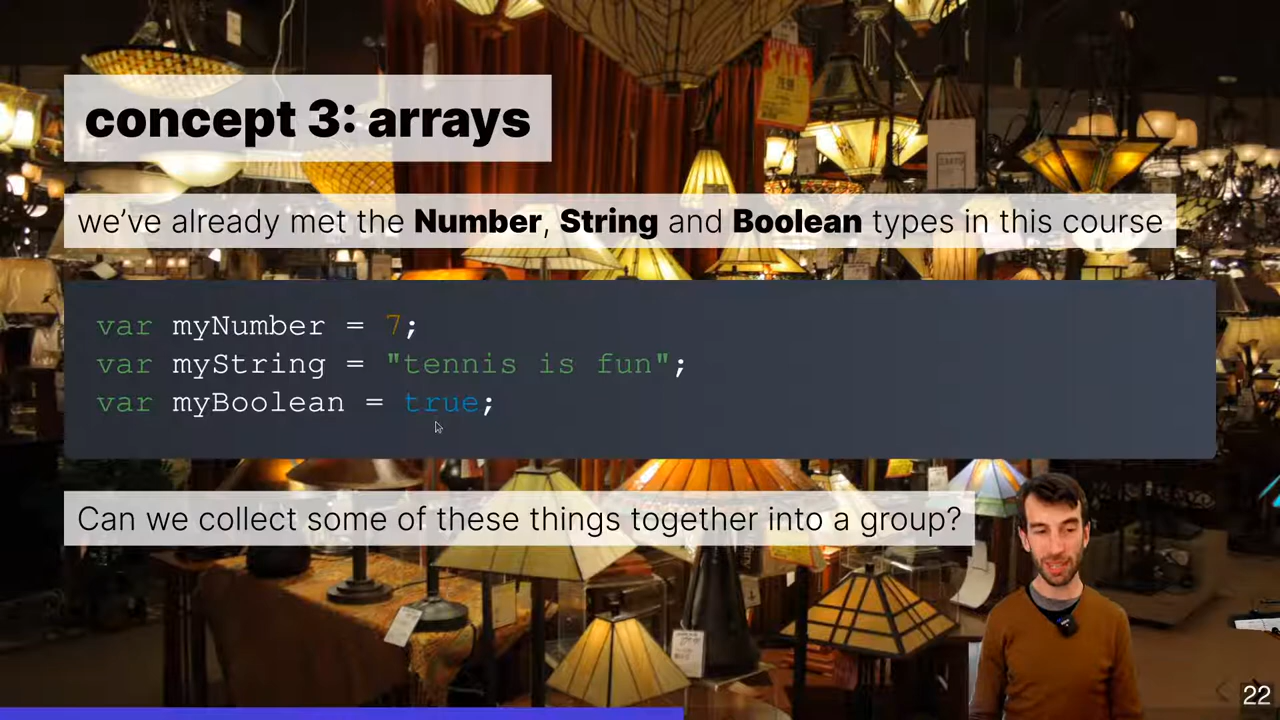 concept 3: arrays
we’ve already met the Number, String and Boolean types in this course
var myNumber = 7;
var myString = "tennis is fun";
var myBoolean = true;
Can we collect some of these things together into a group?
22